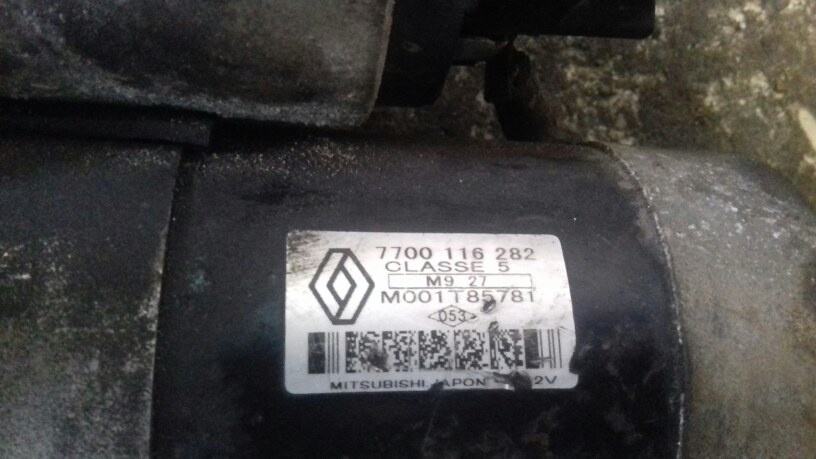 7700 116 282
CLASSE 5
M9 27
M001T85781
D53
MITSUBISHI JAPON 2V